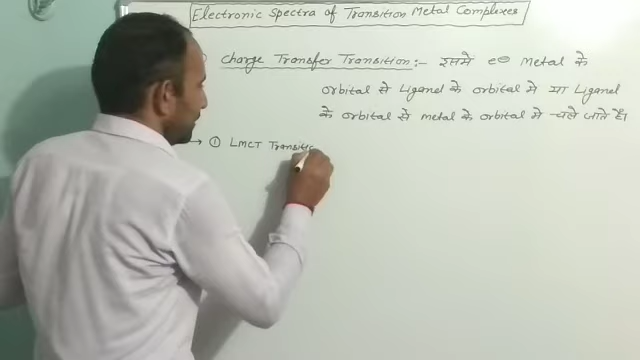 Electronic Spectra of Transition Metal Complexes
Charge Transfer Transition :- इसमे e⊖ Metal के
orbital से Ligand के orbital मे या Ligand
के orbital से metal के orbital मे चले जाते हैं।
→ ① LMCT Transitio